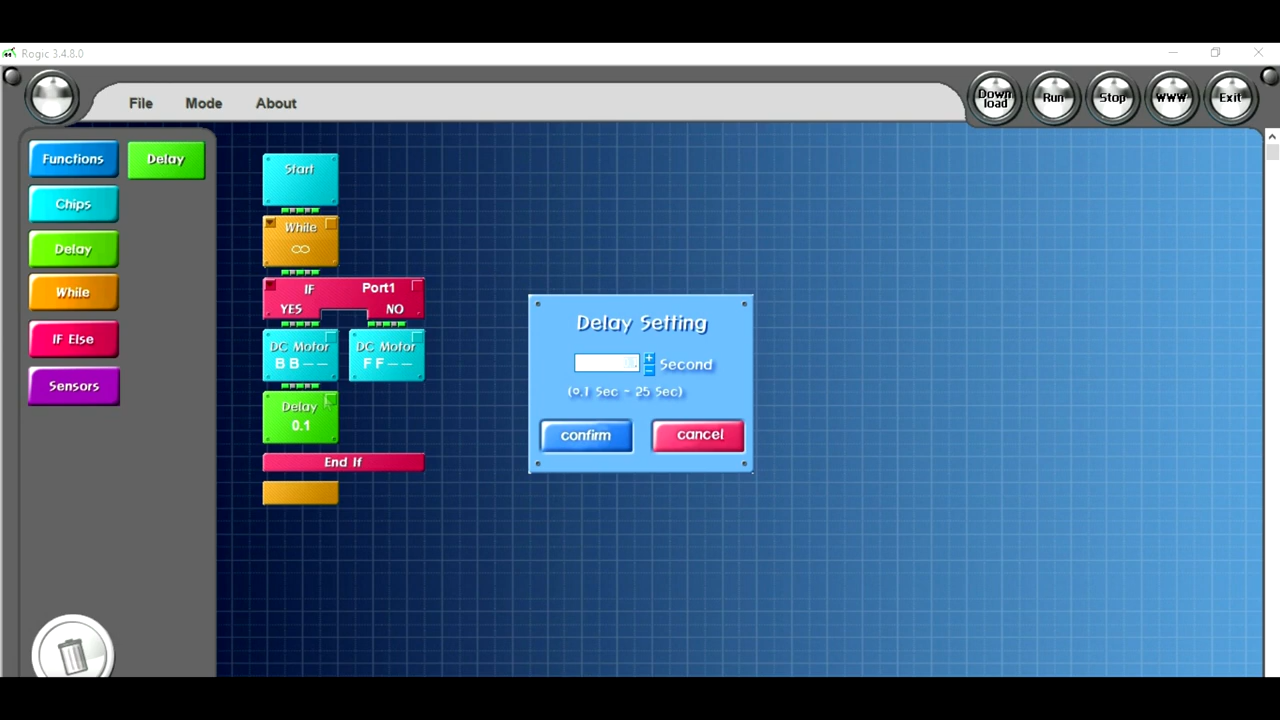 Rogic 3.4.8.0
File Mode About
Down load Run Stop WWW Exit
Functions Delay
Chips
Delay
While
IF Else
Sensors
Start
While
∞
IF Port1
YES NO
DC Motor DC Motor
B B — — F F — —
Delay
0.1
End If
Delay Setting
Second
(0.1 Sec - 25 Sec)
confirm cancel